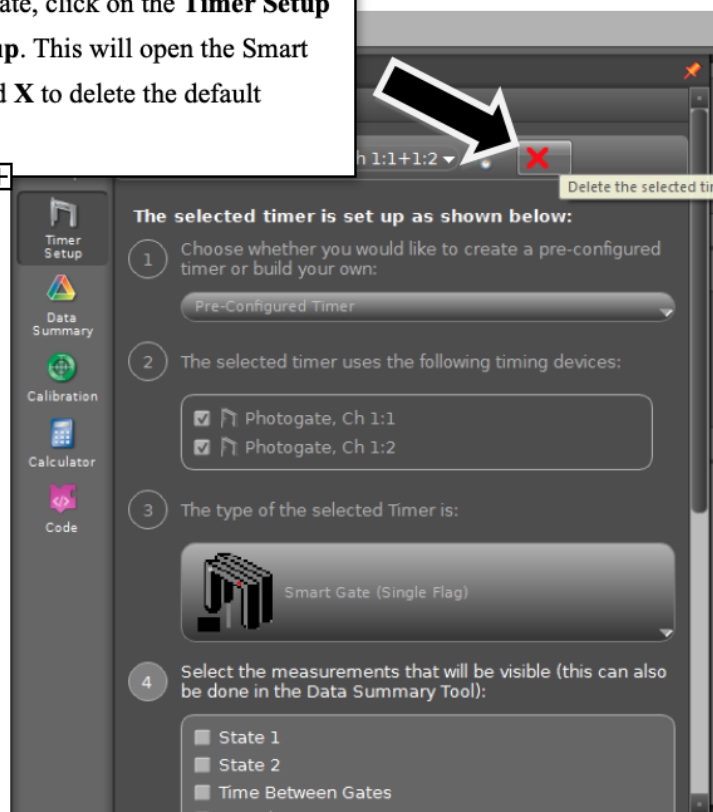 ate, click on the Timer Setup
up. This will open the Smart
d X to delete the default
h 1:1+1:2
Delete the selected tir
Timer
Setup
Data
Summary
Calibration
Calculator
Code
The selected timer is set up as shown below:
1
Choose whether you would like to create a pre-configured
timer or build your own:
Pre-Configured Timer
2
The selected timer uses the following timing devices:
Photogate, Ch 1:1
Photogate, Ch 1:2
3
The type of the selected Timer is:
Smart Gate (Single Flag)
4
Select the measurements that will be visible (this can also
be done in the Data Summary Tool):
State 1
State 2
Time Between Gates